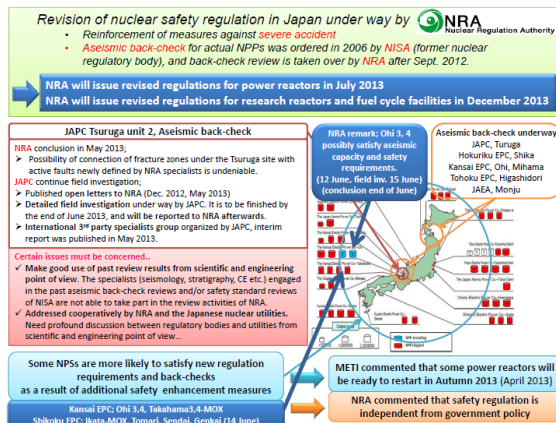 Revision of nuclear safety regulation in Japan under way by
NRA
Nuclear Regulation Authority
• Reinforcement of measures against severe accident
• Aseismic back-check for actual NPPs was ordered in 2006 by NISA (former nuclear
regulatory body), and back-check review is taken over by NRA after Sept. 2012.
NRA will issue revised regulations for power reactors in July 2013
NRA will issue revised regulations for research reactors and fuel cycle facilities in December 2013
JAPC Tsuruga unit 2, Aseismic back-check
NRA conclusion in May 2013;
➢ Possibility of connection of fracture zones under the Tsuruga site with
active faults newly defined by NRA specialists is undeniable.
JAPC continue field investigation;
➢ Published open letters to NRA (Dec. 2012, May 2013)
➢ Detailed field investigation under way by JAPC. It is to be finished by
the end of June 2013, and will be reported to NRA afterwards.
➢ International 3rd party specialists group organized by JAPC, interim
report was published in May 2013.
Certain issues must be concerned..
✓ Make good use of past review results from scientific and engineering
point of view. The specialists (seismology, stratigraphy, CE etc.) engaged
in the past aseismic back-check reviews and/or safety standard reviews
of NISA are not able to take part in the review activities of NRA.
✓ Addressed cooperatively by NRA and the Japanese nuclear utilities.
Need profound discussion between regulatory bodies and utilities from
scientific and engineering point of view...
NRA remark; Ohi 3, 4
possibly satisfy aseismic
capacity and safety
requirements.
(12 June, field inv. 15 June)
(conclusion end of June)
Aseismic back-check underway
JAPC, Turuga
Hokuriku EPC, Shika
Kansai EPC, Ohi, Mihama
Tohoku EPC, Higashidori
JAEA, Monju
Some NPSs are more likely to satisfy new regulation
requirements and back-checks
as a result of additional safety enhancement measures
METI commented that some power reactors will
be ready to restart in Autumn 2013 (April 2013)
Kansai EPC; Ohi 3,4, Takahama3,4-MOX
Shikoku EPC; Ikata-MOX, Tomari, Sendai, Genkai (14 June)
NRA commented that safety regulation is
independent from government policy